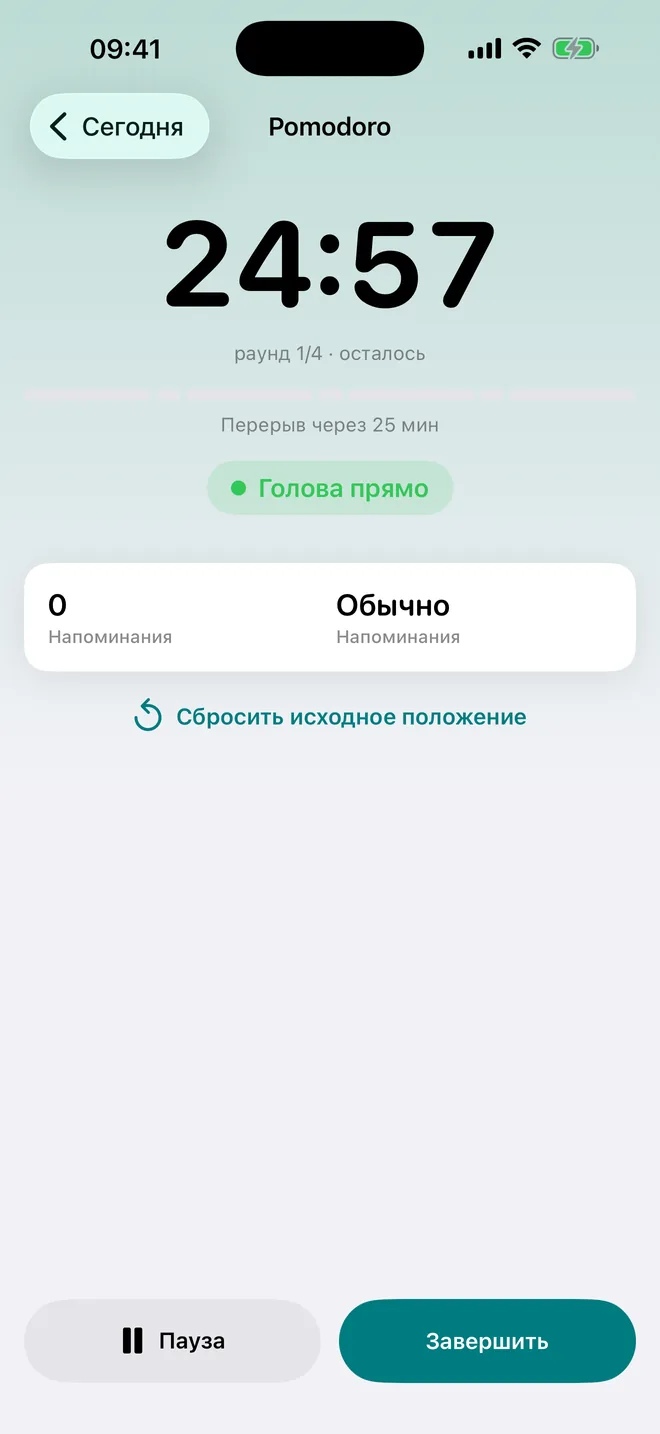 09:41
Сегодня
Pomodoro
24:57
раунд 1/4 · осталось
Перерыв через 25 мин
Голова прямо
0
Напоминания
Обычно
Напоминания
Сбросить исходное положение
Пауза
Завершить